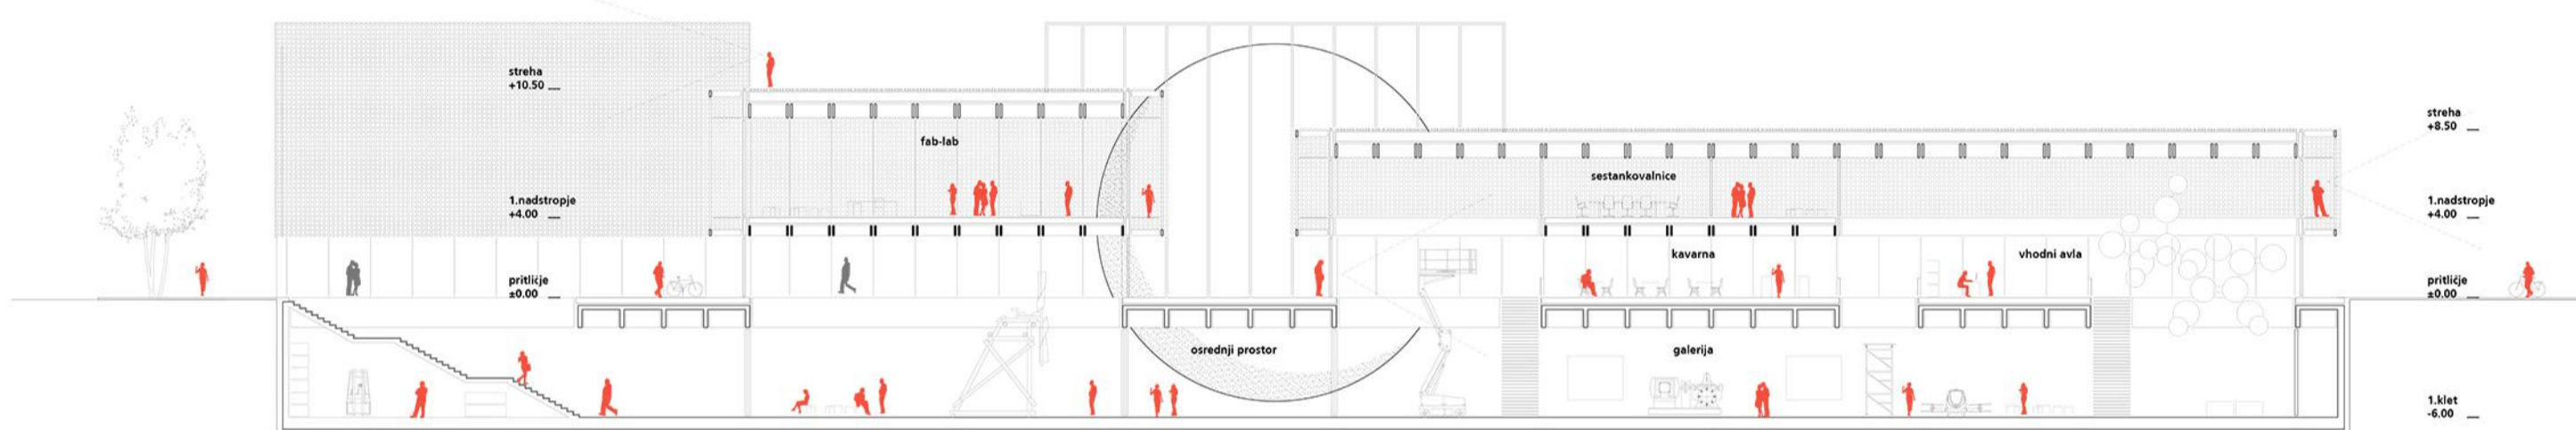 streha
+10.50
fab-lab
1.nadstropje
+4.00
pritličje
±0.00
osrednji prostor
sestankovalnice
kavarna
vhodni avla
galerija
streha
+8.50
1.nadstropje
+4.00
pritličje
±0.00
1.klet
-6.00